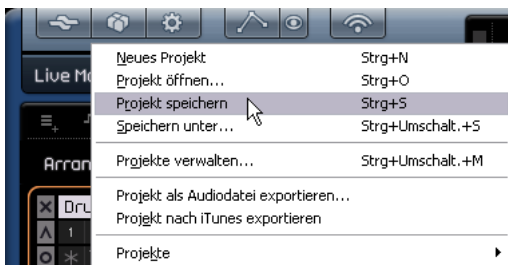 Neues Projekt Strg+N
Live Mo
Projekt öffnen... Strg+O
Projekt speichern Strg+S
Speichern unter... Strg+Umschalt.+S
Arran
Projekte verwalten... Strg+Umschalt.+M
Projekt als Audiodatei exportieren...
Dru
Projekt nach iTunes exportieren
1
Projekte